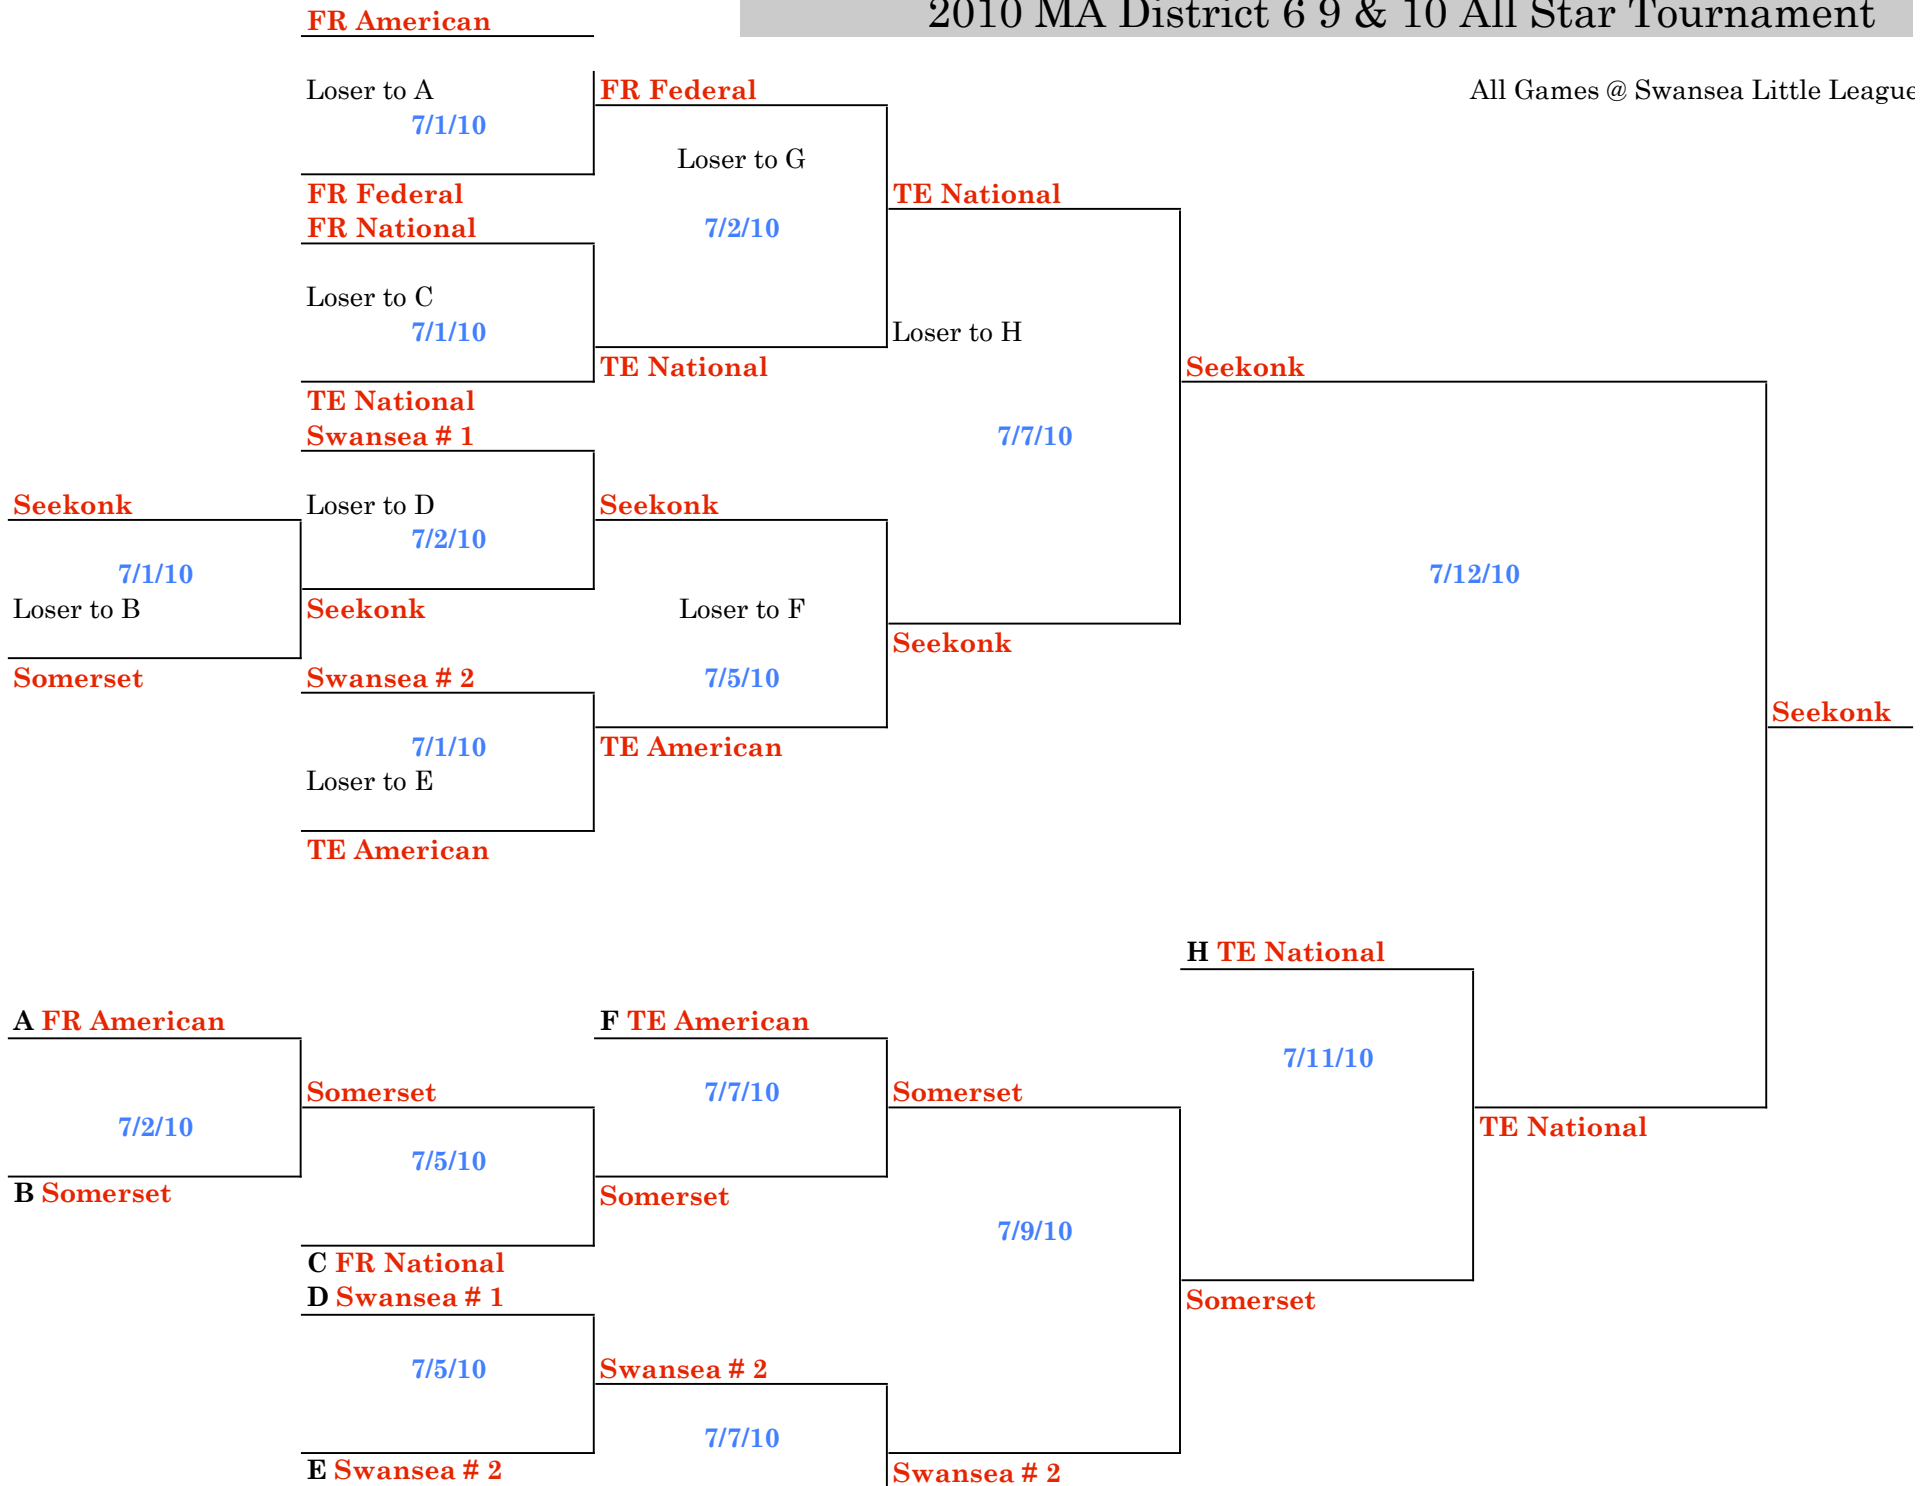 2010 MA District 6 9 & 10 All Star Tournament
FR American
Loser to A
FR Federal
All Games @ Swansea Little League
7/1/10
Loser to G
FR Federal
TE National
FR National
7/2/10
Loser to C
7/1/10
Loser to H
TE National
Seekonk
TE National
Swansea # 1
7/7/10
Seekonk
Loser to D
Seekonk
7/2/10
7/1/10
7/12/10
Loser to B
Seekonk
Loser to F
Seekonk
Somerset
Swansea # 2
7/5/10
Seekonk
7/1/10
TE American
Loser to E
TE American
H TE National
A FR American
F TE American
7/11/10
Somerset
7/7/10
Somerset
7/2/10
TE National
7/5/10
B Somerset
Somerset
7/9/10
C FR National
D Swansea # 1
Somerset
7/5/10
Swansea # 2
7/7/10
E Swansea # 2
Swansea # 2